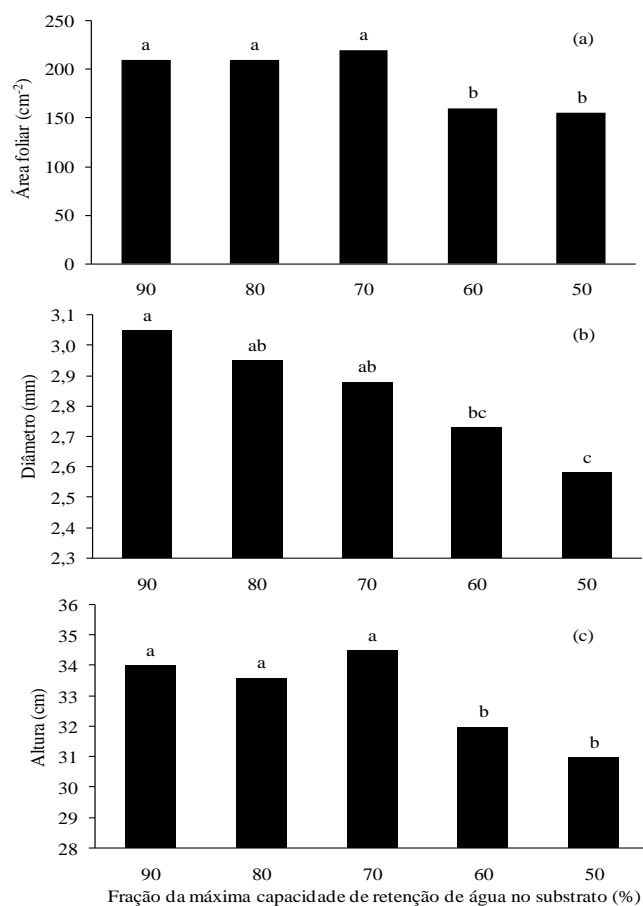 250
a
a
a
(a)
200
b
b
150
100
50
0
Área foliar (cm-2)
90 80 70 60 50
3,1
a
(b)
3,0
ab
ab
2,9
2,8
bc
2,7
c
2,6
2,5
2,4
2,3
Diâmetro (mm)
90 80 70 60 50
36
35
a
a
a
(c)
34
33
b
32
b
31
30
29
28
Altura (cm)
90 80 70 60 50
Fração da máxima capacidade de retenção de água no substrato (%)